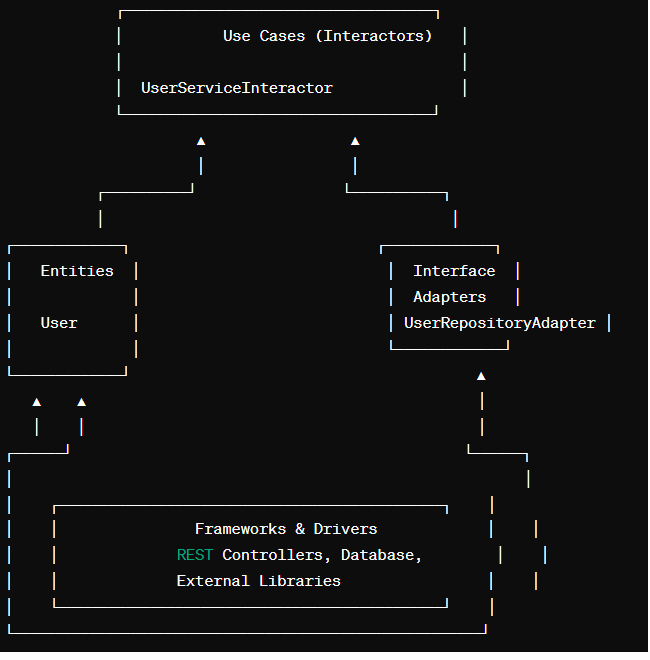 Use Cases (Interactors)
UserServiceInteractor
Entities
User
Interface
Adapters
UserRepositoryAdapter
Frameworks & Drivers
REST Controllers, Database,
External Libraries